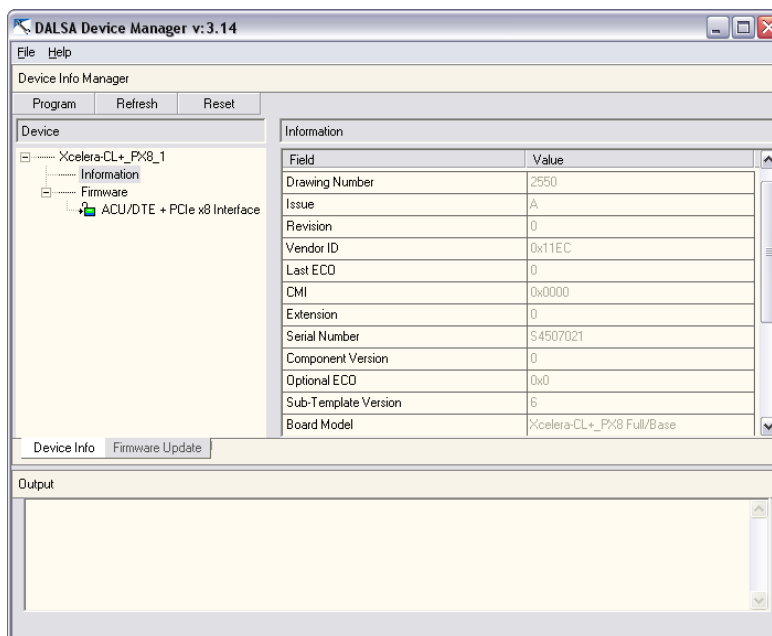 DALSA Device Manager v:3.14
File Help
Device Info Manager
Program Refresh Reset
Device
Xcelera-CL+_PX8_1
Information
Firmware
ACU/DTE + PCIe x8 Interface
Information
Field Value
Drawing Number 2550
Issue A
Revision 0
Vendor ID 0x11EC
Last ECO 0
CMI 0x0000
Extension 0
Serial Number S4507021
Component Version 0
Optional ECO 0x0
Sub-Template Version 6
Board Model Xcelera-CL+_PX8 Full/Base
Device Info Firmware Update
Output